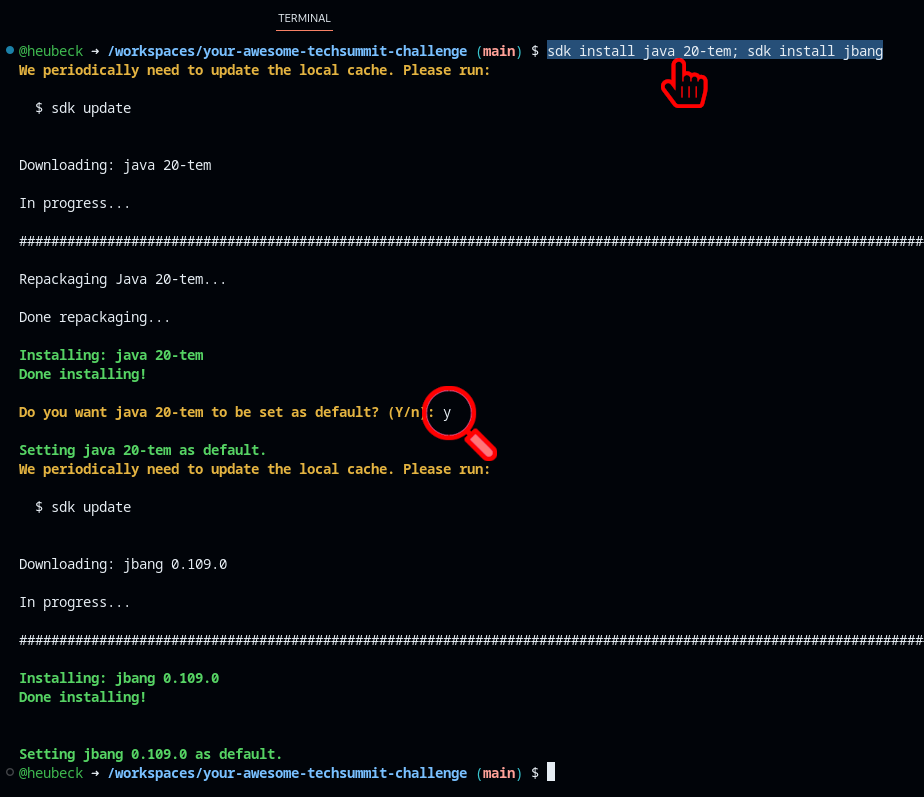 TERMINAL
@heubeck ➜ /workspaces/your-awesome-techsummit-challenge (main) $ sdk install java 20-tem; sdk install jbang
We periodically need to update the local cache. Please run:
$ sdk update
Downloading: java 20-tem
In progress...
#################################################################################################################
Repackaging Java 20-tem...
Done repackaging...
Installing: java 20-tem
Done installing!
Do you want java 20-tem to be set as default? (Y/n): y
Setting java 20-tem as default.
We periodically need to update the local cache. Please run:
$ sdk update
Downloading: jbang 0.109.0
In progress...
#################################################################################################################
Installing: jbang 0.109.0
Done installing!
Setting jbang 0.109.0 as default.
@heubeck ➜ /workspaces/your-awesome-techsummit-challenge (main) $